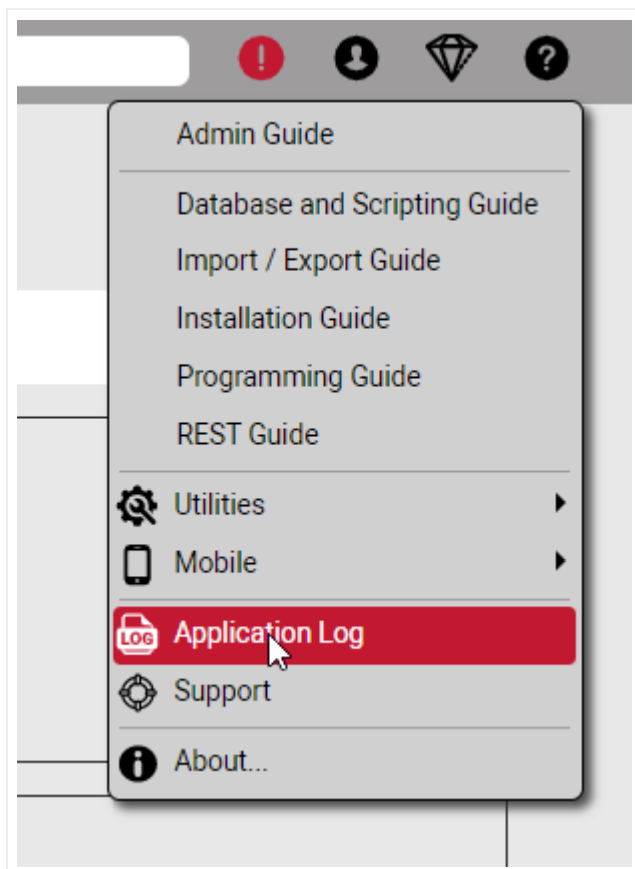 Admin Guide
Database and Scripting Guide
Import / Export Guide
Installation Guide
Programming Guide
REST Guide
Utilities
Mobile
LOG Application Log
Support
About...